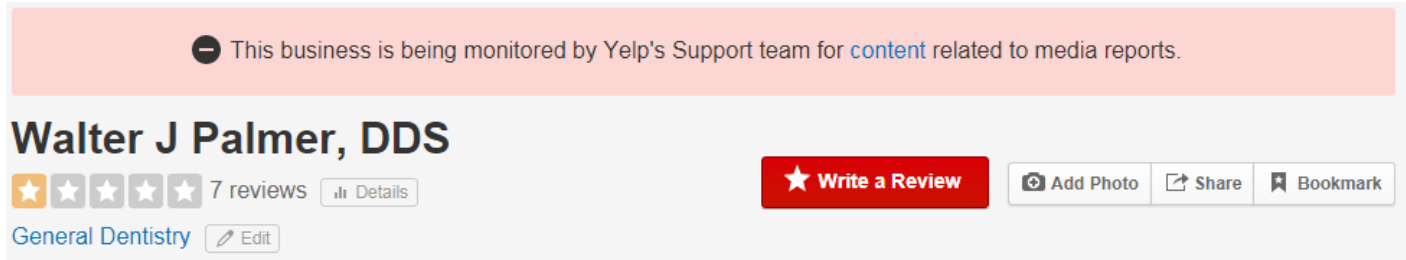 This business is being monitored by Yelp's Support team for content related to media reports.
Walter J Palmer, DDS
7 reviews Details
Write a Review Add Photo Share Bookmark
General Dentistry Edit